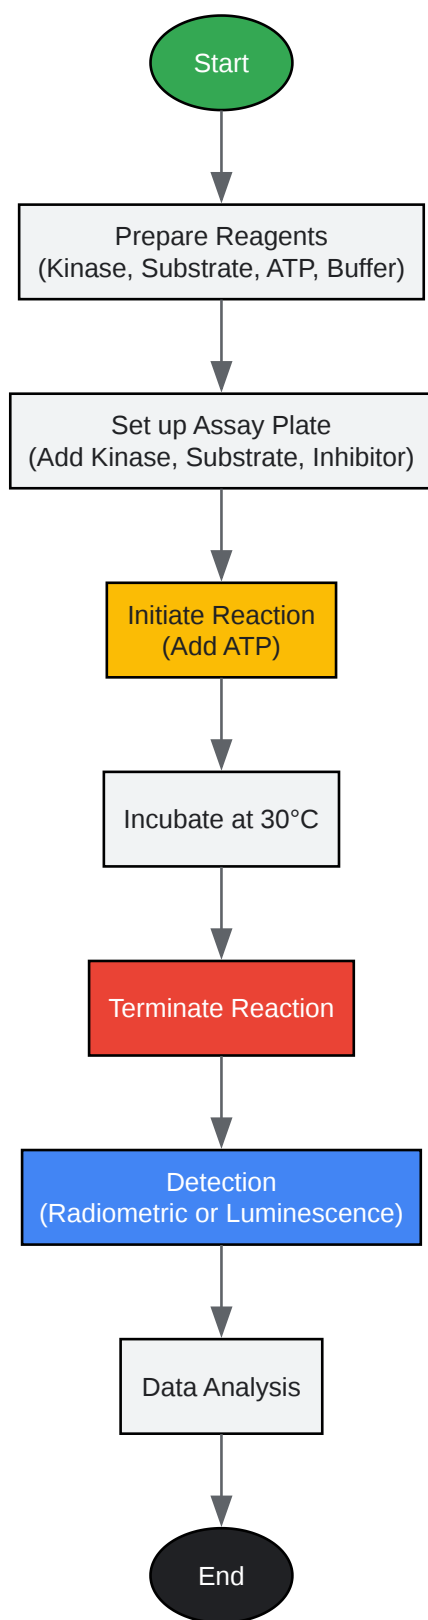 Start
Prepare Reagents
(Kinase, Substrate, ATP, Buffer)
Set up Assay Plate
(Add Kinase, Substrate, Inhibitor)
Initiate Reaction
(Add ATP)
Incubate at 30°C
Terminate Reaction
Detection
(Radiometric or Luminescence)
Data Analysis
End